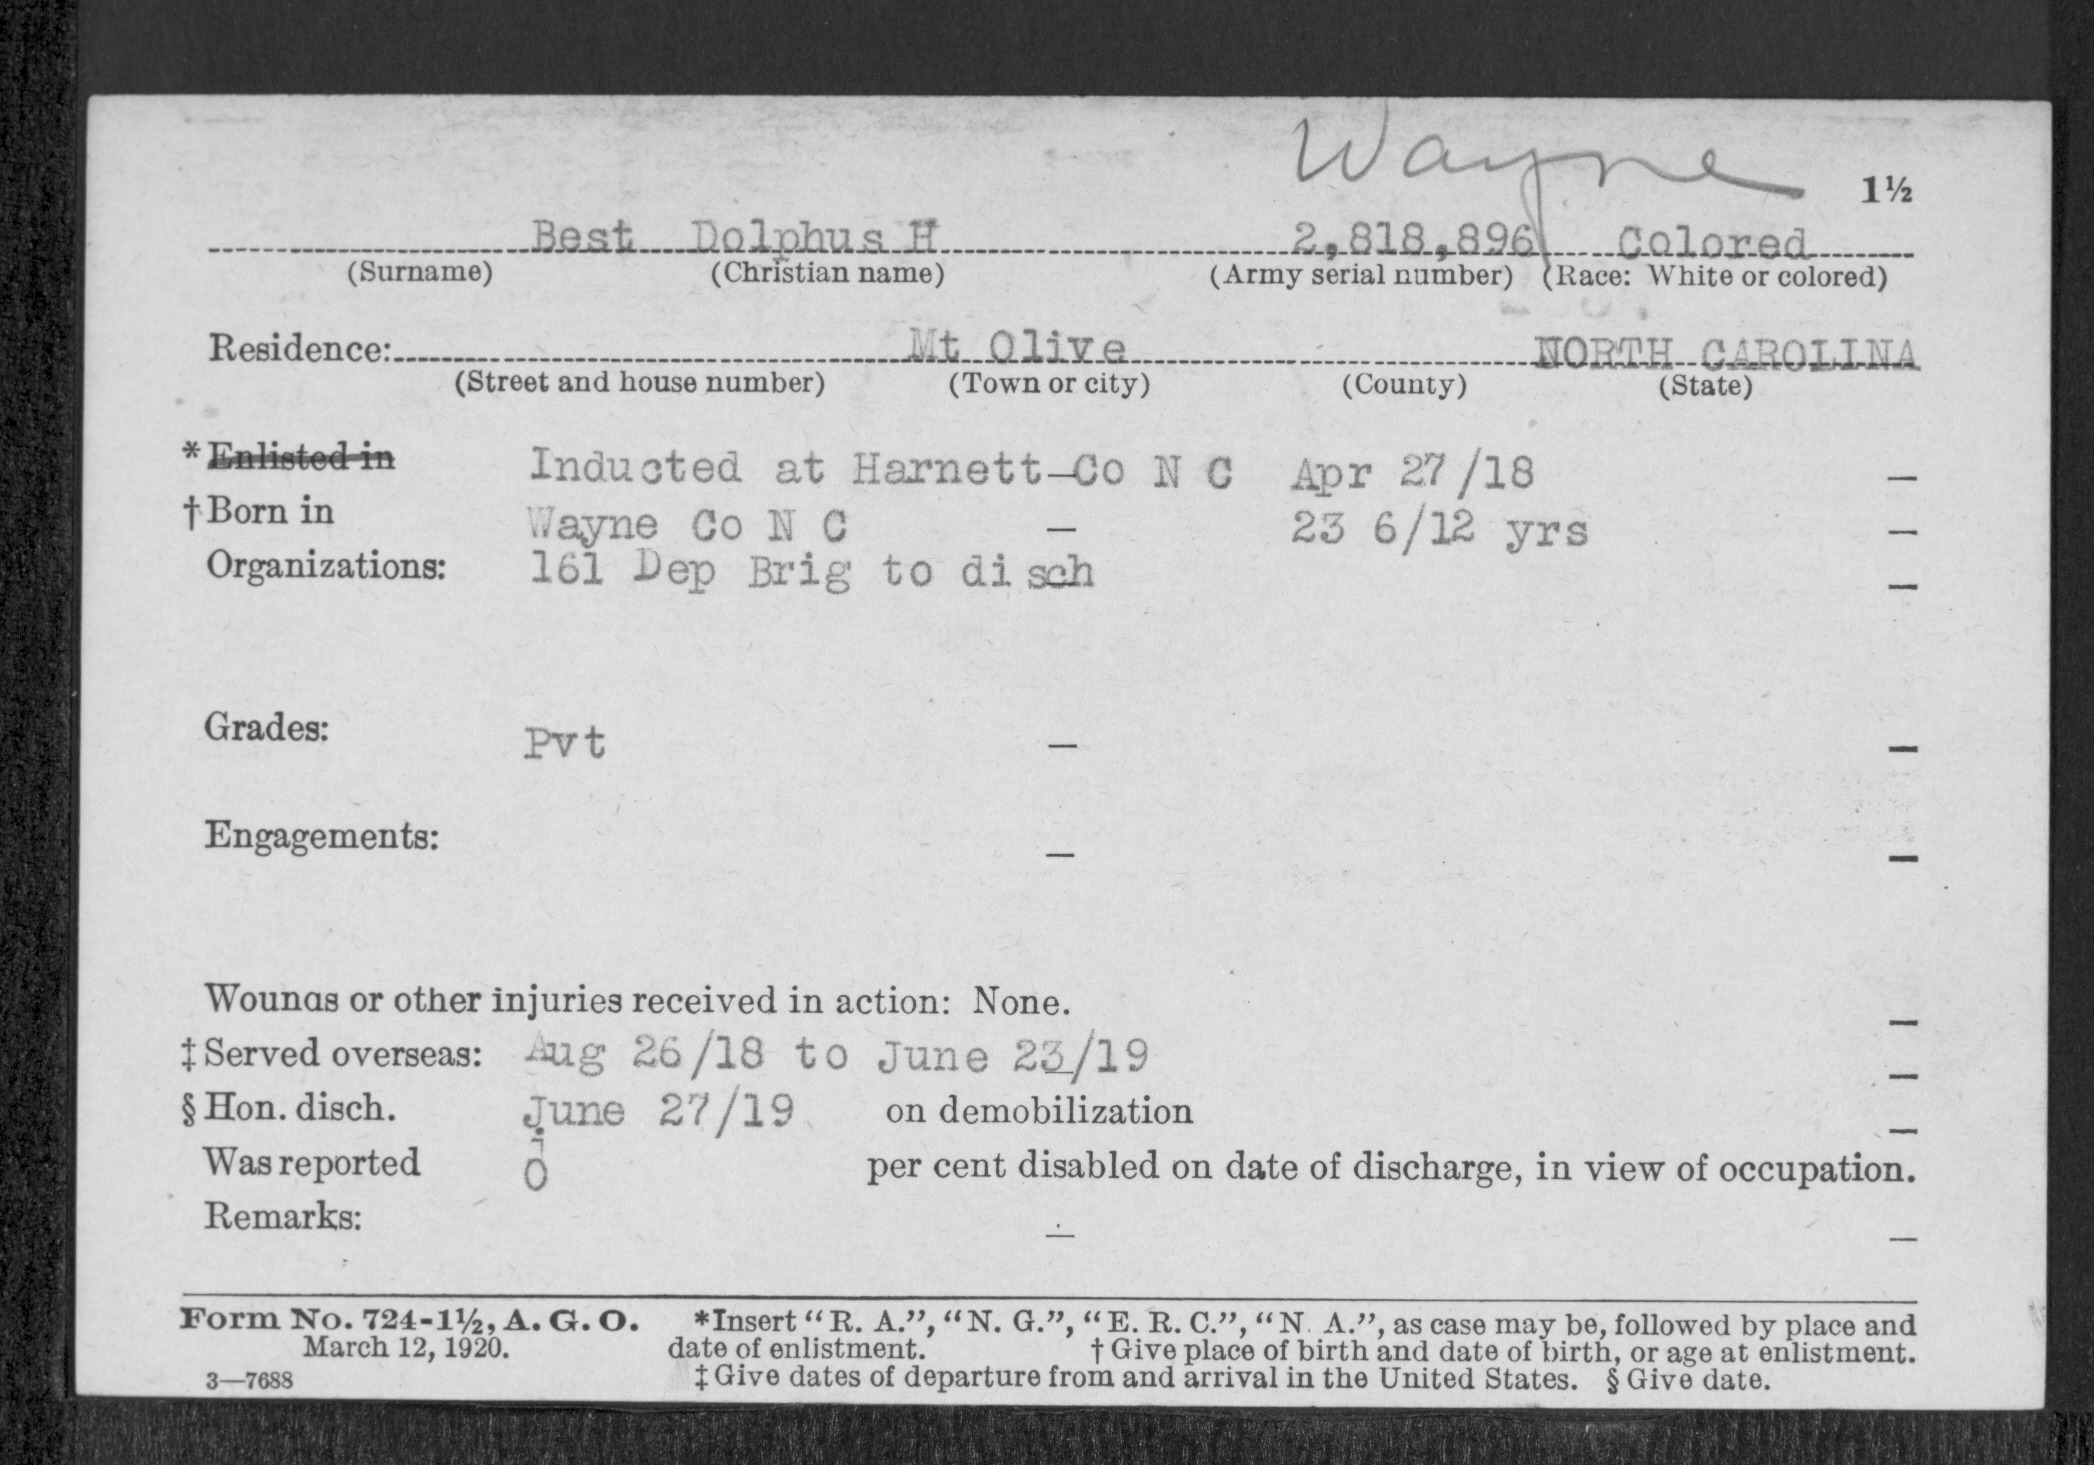 Wayne
1½
Best Dolphus H 2,818,896 Colored
(Surname) (Christian name) (Army serial number) (Race: White or colored)
Residence: Mt Olive NORTH CAROLINA
(Street and house number) (Town or city) (County) (State)
*Enlisted in Inducted at Harnett Co N C Apr 27/18 –
†Born in Wayne Co N C – 23 6/12 yrs –
Organizations: 161 Dep Brig to disch –
Grades: Pvt – –
Engagements: – –
Wounds or other injuries received in action: None. –
‡Served overseas: Aug 26/18 to June 23/19 –
§Hon. disch. June 27/19 on demobilization –
Was reported 0 per cent disabled on date of discharge, in view of occupation.
Remarks: – –
Form No. 724-1½, A. G. O. *Insert “R. A.”, “N. G.”, “E. R. C.”, “N. A.”, as case may be, followed by place and
March 12, 1920. date of enlistment. †Give place of birth and date of birth, or age at enlistment.
3—7688 ‡Give dates of departure from and arrival in the United States. §Give date.